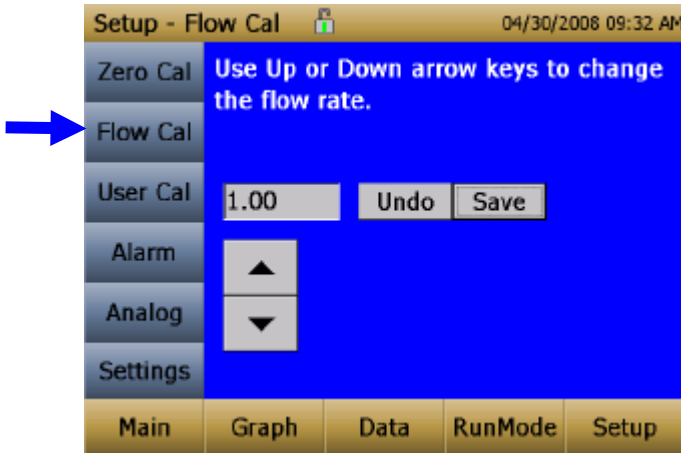 Setup - Flow Cal 04/30/2008 09:32 AM
Zero Cal
Flow Cal
User Cal
Alarm
Analog
Settings
Use Up or Down arrow keys to change
the flow rate.
1.00 Undo Save
Main Graph Data RunMode Setup